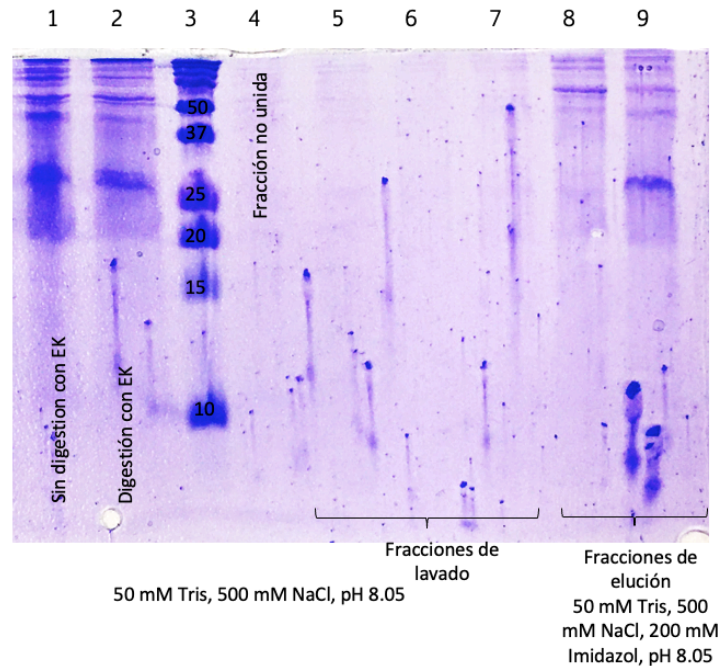 1 2 3 4 5 6 7 8 9
50
37
25
20
15
10
Fracción no unida
Sin digestion con EK
Digestión con EK
Fracciones de
lavado
50 mM Tris, 500 mM NaCl, pH 8.05
Fracciones de
elución
50 mM Tris, 500
mM NaCl, 200 mM
Imidazol, pH 8.05